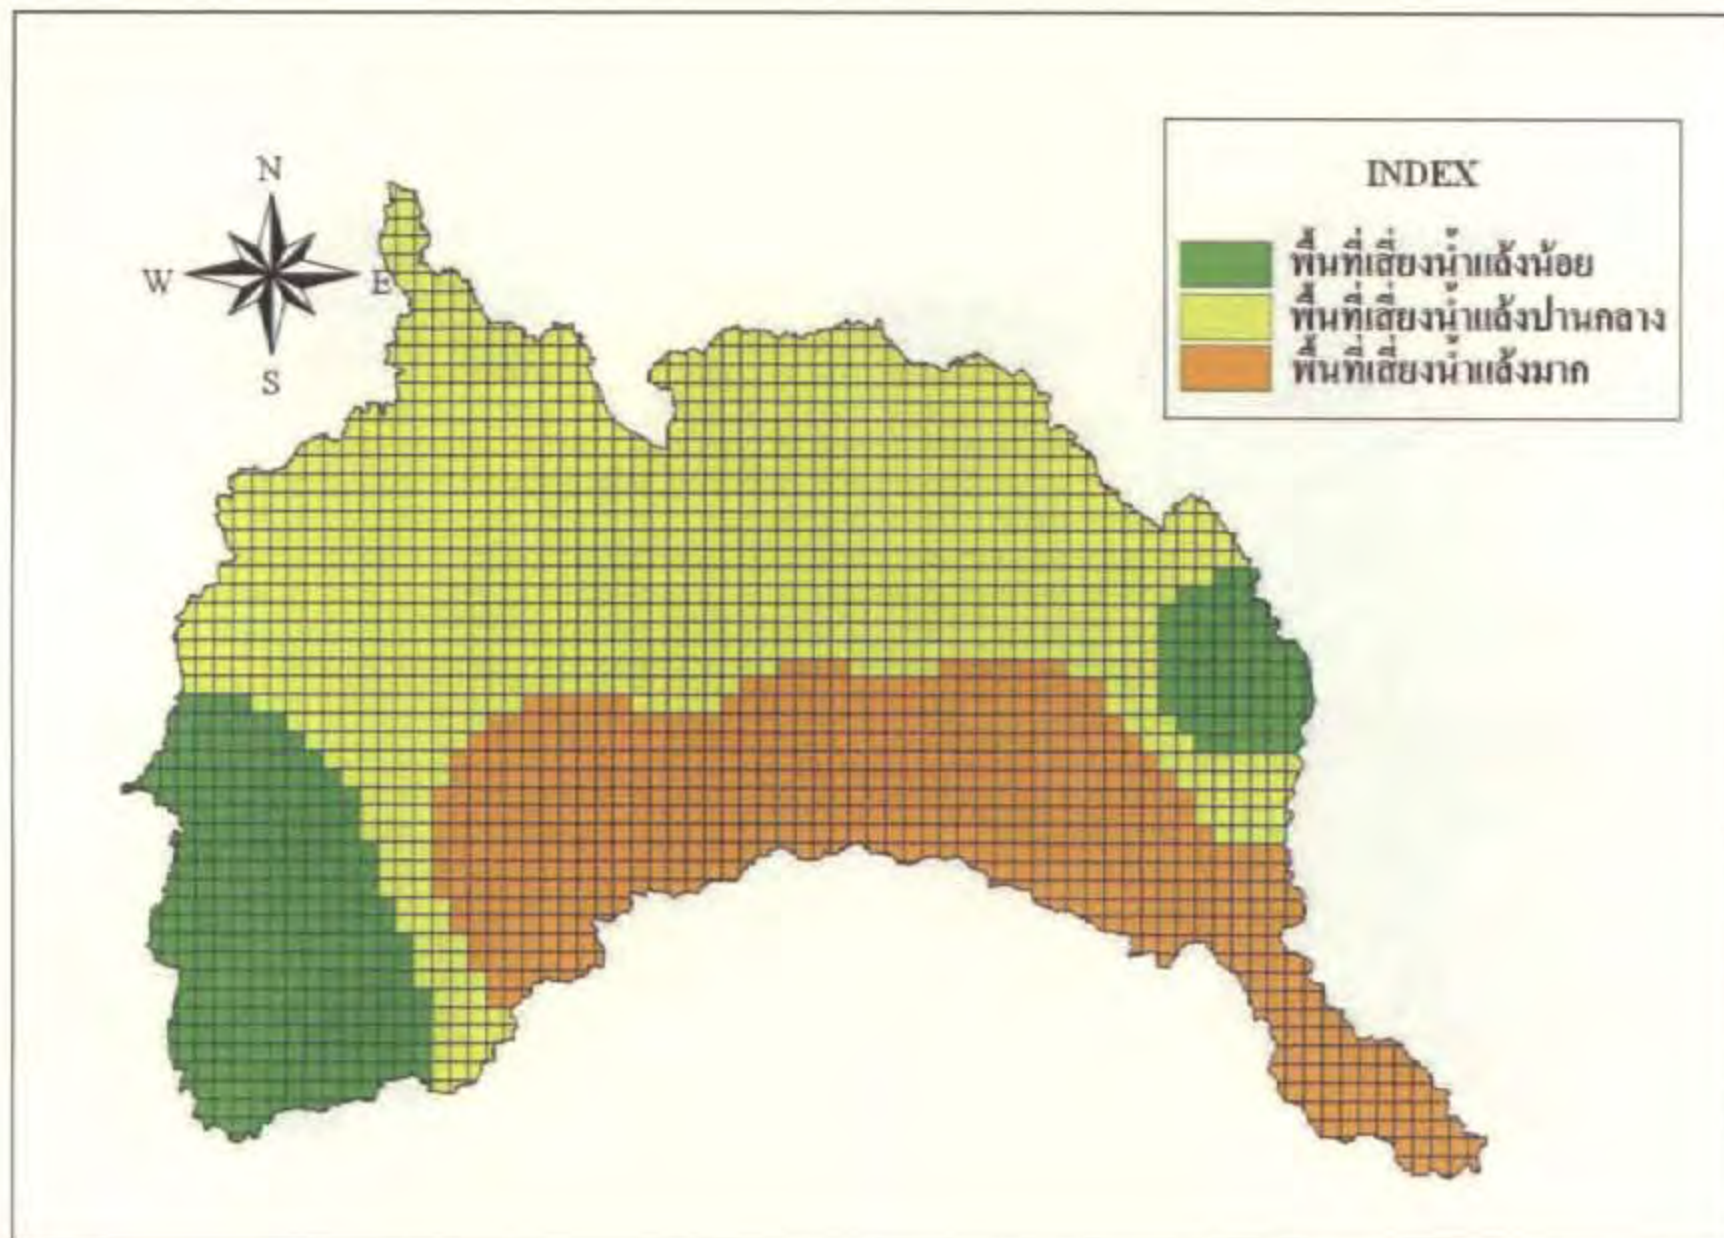 N
W E
S
INDEX
พื้นที่เสี่ยงน้ำแล้งน้อย
พื้นที่เสี่ยงน้ำแล้งปานกลาง
พื้นที่เสี่ยงน้ำแล้งมาก